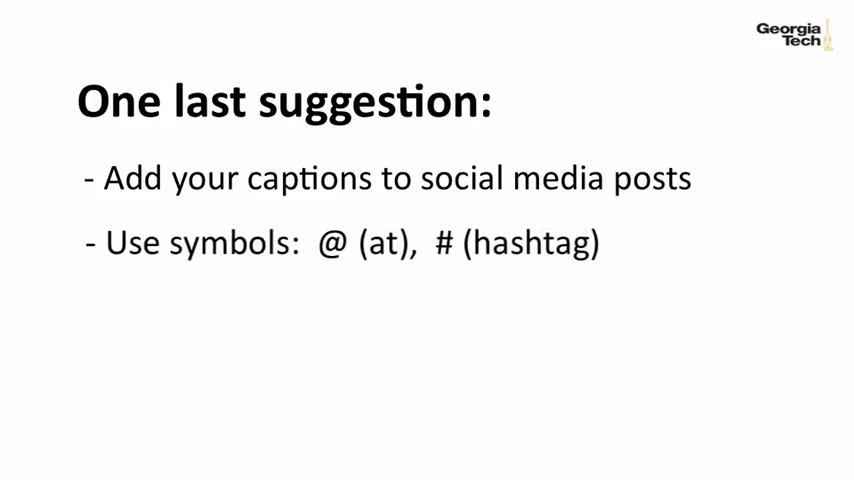 Georgia
Tech
One last suggestion:
- Add your captions to social media posts
- Use symbols: @ (at), # (hashtag)